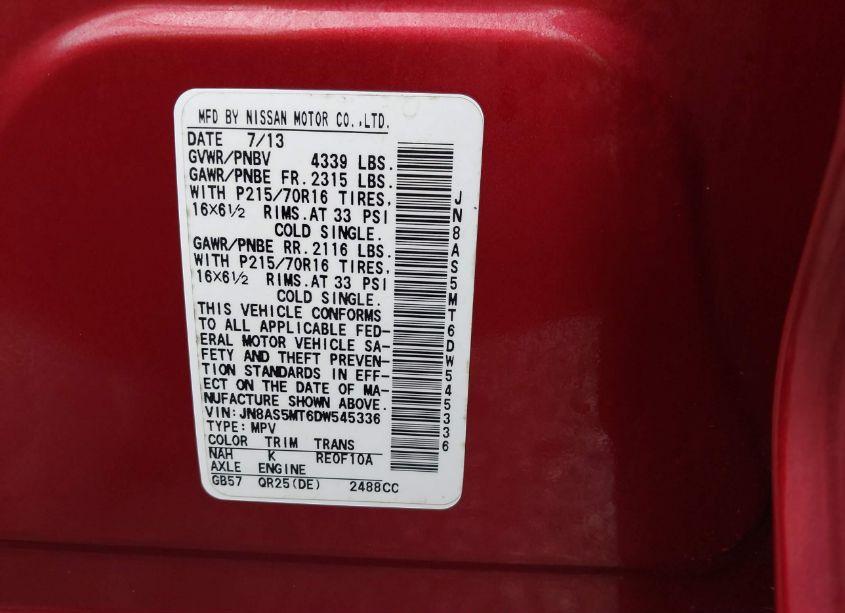 MFD BY NISSAN MOTOR CO.,LTD.
DATE 7/13
GVWR/PNBV 4339 LBS.
GAWR/PNBE FR.2315 LBS.
WITH P215/70R16 TIRES,
16X6½ RIMS.AT 33 PSI
COLD SINGLE.
GAWR/PNBE RR.2116 LBS.
WITH P215/70R16 TIRES,
16X6½ RIMS.AT 33 PSI
COLD SINGLE.
THIS VEHICLE CONFORMS
TO ALL APPLICABLE FED-
ERAL MOTOR VEHICLE SA-
FETY AND THEFT PREVEN-
TION STANDARDS IN EFF-
ECT ON THE DATE OF MA-
NUFACTURE SHOWN ABOVE.
VIN:JN8AS5MT6DW545336
TYPE:MPV
COLOR TRIM TRANS
NAH K RE0F10A
AXLE ENGINE
GB57 QR25(DE) 2488CC
JN8AS5MT6DW545336